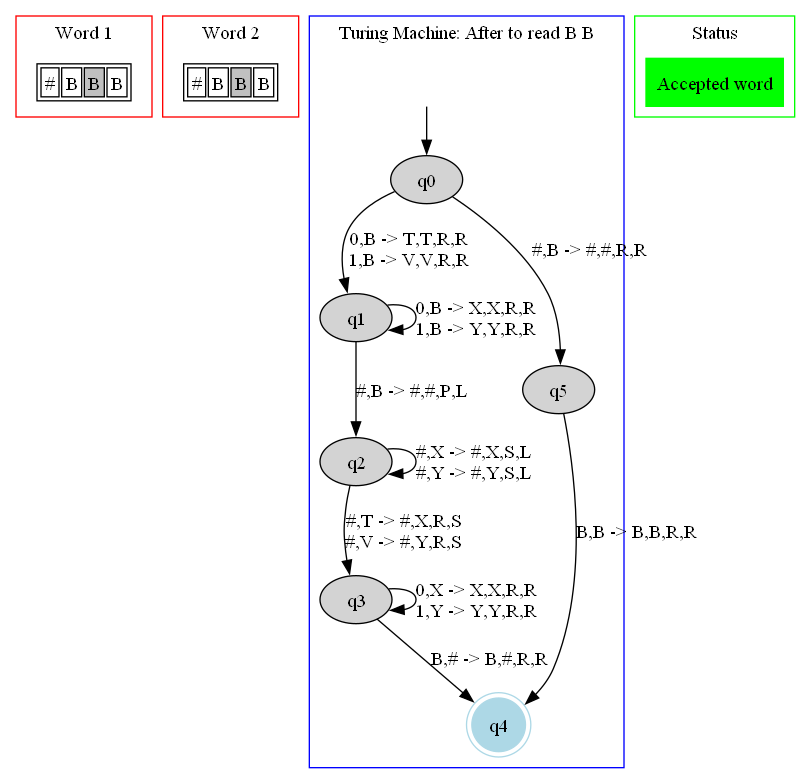 Word 1
# B B B
Word 2
# B B B
Turing Machine: After to read B B
Status
Accepted word
q0
0,B -> T,T,R,R
1,B -> V,V,R,R
#,B -> #,#,R,R
q1
0,B -> X,X,R,R
1,B -> Y,Y,R,R
#,B -> #,#,P,L
q5
q2
#,X -> #,X,S,L
#,Y -> #,Y,S,L
#,T -> #,X,R,S
#,V -> #,Y,R,S
B,B -> B,B,R,R
q3
0,X -> X,X,R,R
1,Y -> Y,Y,R,R
B,# -> B,#,R,R
q4